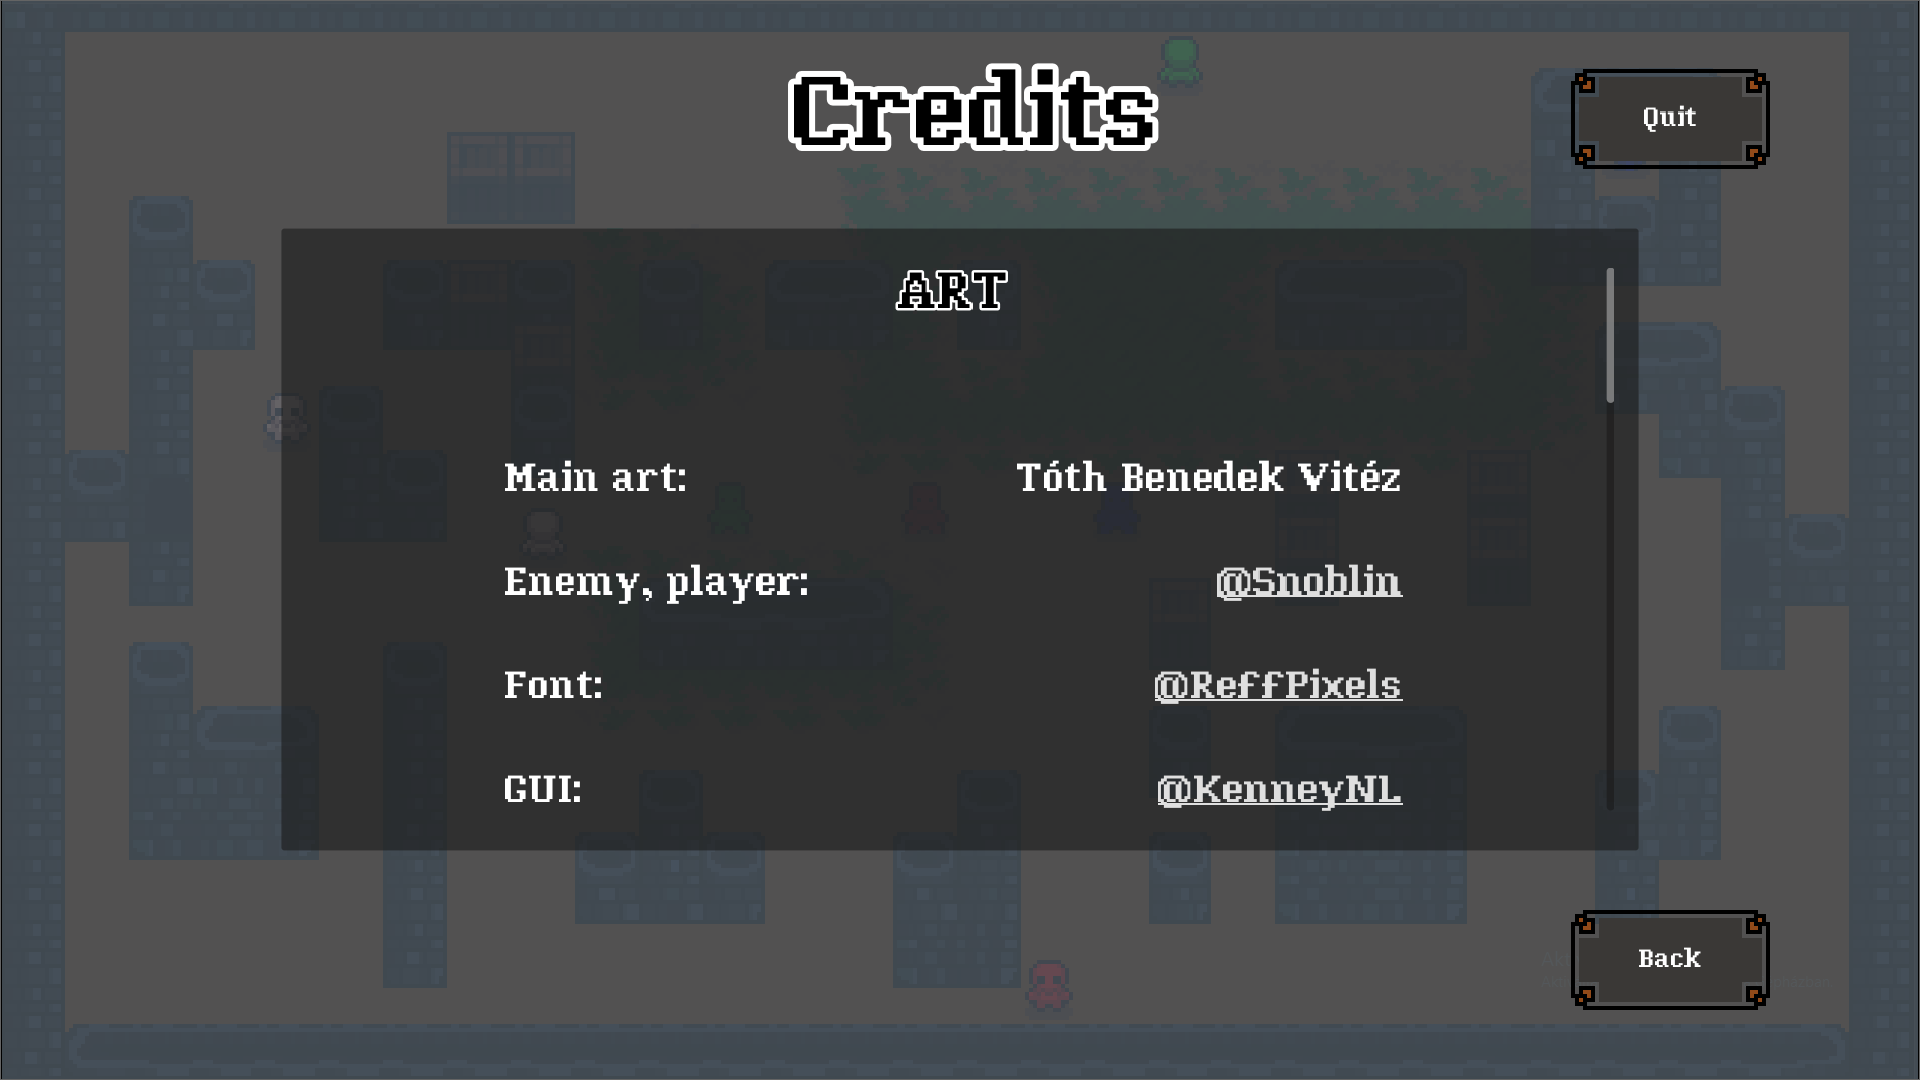 Credits
Quit
ART
Main art: Tóth Benedek Vitéz
Enemy, player: @Snoblin
Font: @ReffPixels
GUI: @KenneyNL
Back